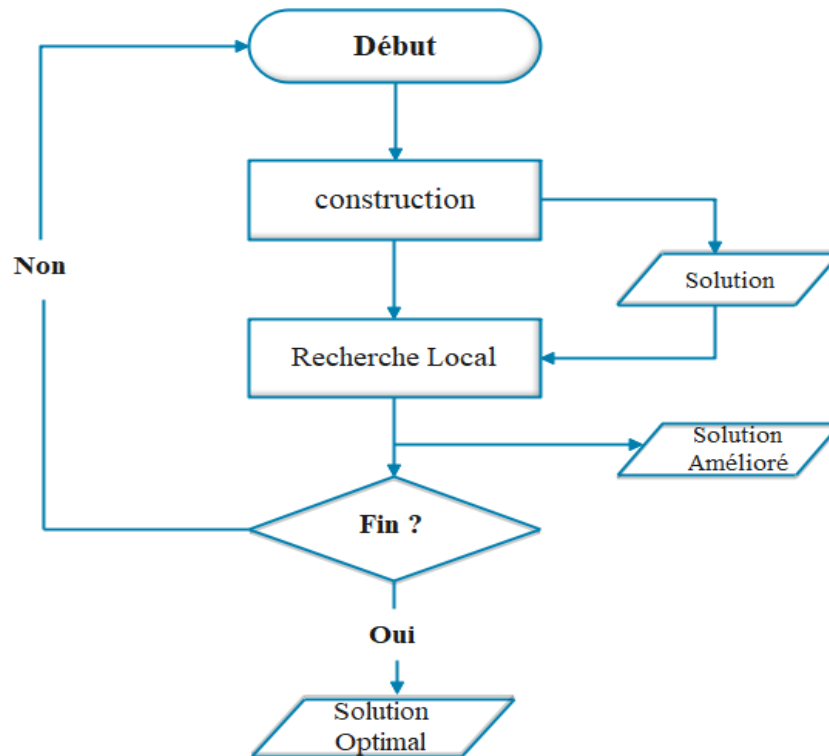 Début
construction
Non
Solution
Recherche Local
Solution
Amélioré
Fin ?
Oui
Solution
Optimal